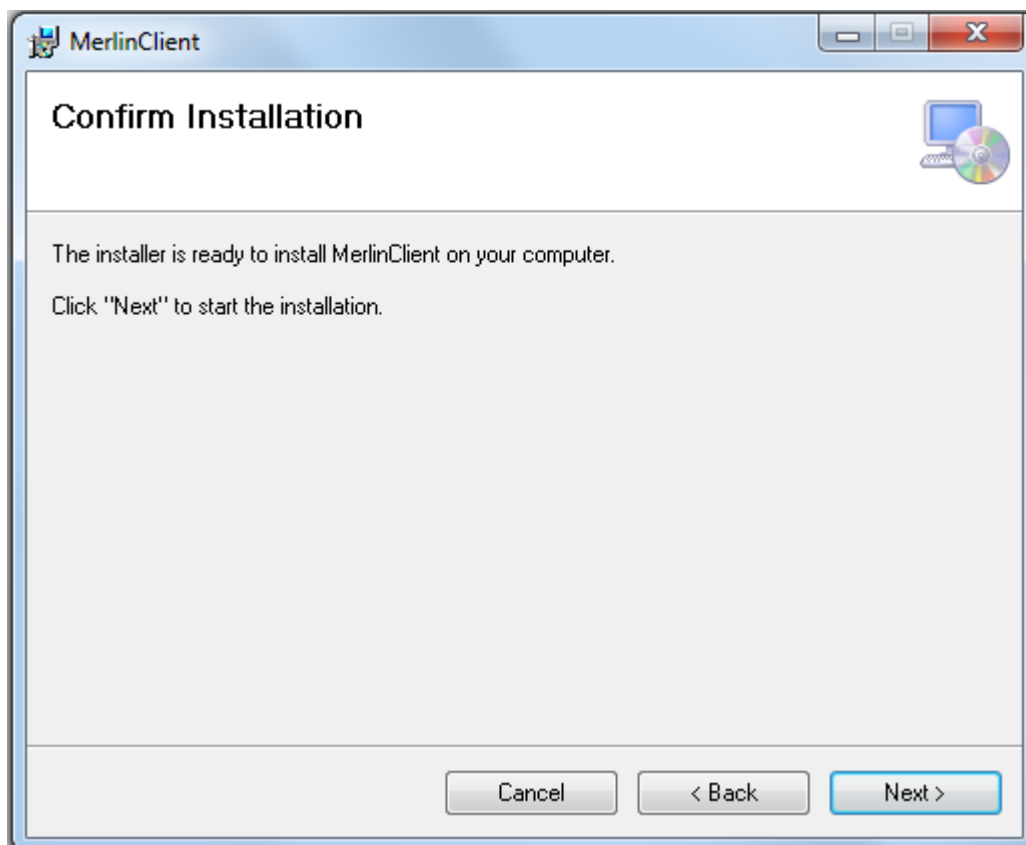 MerlinClient
Confirm Installation
The installer is ready to install MerlinClient on your computer.
Click "Next" to start the installation.
Cancel
< Back
Next >